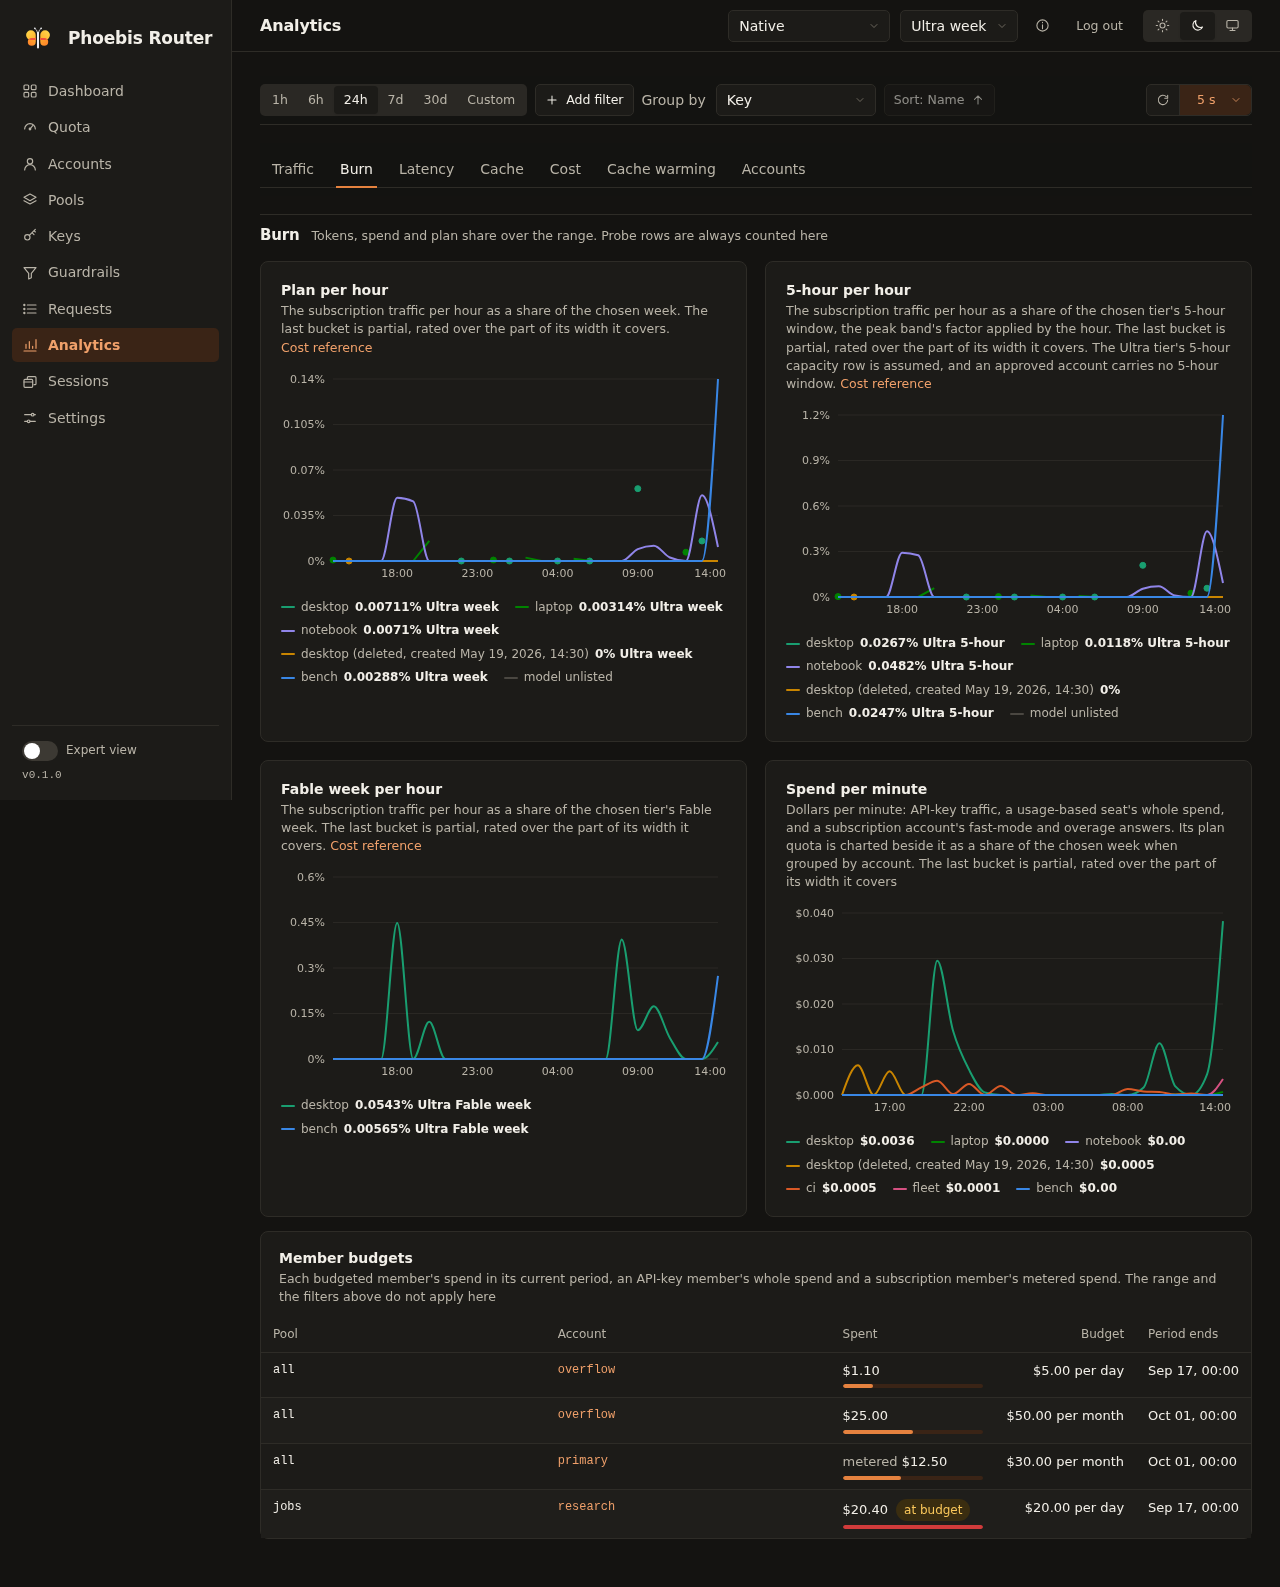 Phoebis Router
Dashboard
Quota
Accounts
Pools
Keys
Guardrails
Requests
Analytics
Sessions
Settings
Expert view
v0.1.0
Analytics
Native
Ultra week
Log out
1h 6h 24h 7d 30d Custom
Add filter
Group by
Key
Sort: Name
5 s
Traffic Burn Latency Cache Cost Cache warming Accounts
Burn Tokens, spend and plan share over the range. Probe rows are always counted here
Plan per hour
The subscription traffic per hour as a share of the chosen week. The
last bucket is partial, rated over the part of its width it covers.
Cost reference
0.14%
0.105%
0.07%
0.035%
0%
18:00 23:00 04:00 09:00 14:00
desktop 0.00711% Ultra week laptop 0.00314% Ultra week
notebook 0.0071% Ultra week
desktop (deleted, created May 19, 2026, 14:30) 0% Ultra week
bench 0.00288% Ultra week model unlisted
5-hour per hour
The subscription traffic per hour as a share of the chosen tier's 5-hour
window, the peak band's factor applied by the hour. The last bucket is
partial, rated over the part of its width it covers. The Ultra tier's 5-hour
capacity row is assumed, and an approved account carries no 5-hour
window. Cost reference
1.2%
0.9%
0.6%
0.3%
0%
18:00 23:00 04:00 09:00 14:00
desktop 0.0267% Ultra 5-hour laptop 0.0118% Ultra 5-hour
notebook 0.0482% Ultra 5-hour
desktop (deleted, created May 19, 2026, 14:30) 0%
bench 0.0247% Ultra 5-hour model unlisted
Fable week per hour
The subscription traffic per hour as a share of the chosen tier's Fable
week. The last bucket is partial, rated over the part of its width it
covers. Cost reference
0.6%
0.45%
0.3%
0.15%
0%
18:00 23:00 04:00 09:00 14:00
desktop 0.0543% Ultra Fable week
bench 0.00565% Ultra Fable week
Spend per minute
Dollars per minute: API-key traffic, a usage-based seat's whole spend,
and a subscription account's fast-mode and overage answers. Its plan
quota is charted beside it as a share of the chosen week when
grouped by account. The last bucket is partial, rated over the part of
its width it covers
$0.040
$0.030
$0.020
$0.010
$0.000
17:00 22:00 03:00 08:00 14:00
desktop $0.0036 laptop $0.0000 notebook $0.00
desktop (deleted, created May 19, 2026, 14:30) $0.0005
ci $0.0005 fleet $0.0001 bench $0.00
Member budgets
Each budgeted member's spend in its current period, an API-key member's whole spend and a subscription member's metered spend. The range and
the filters above do not apply here
Pool Account Spent Budget Period ends
all overflow $1.10 $5.00 per day Sep 17, 00:00
all overflow $25.00 $50.00 per month Oct 01, 00:00
all primary metered $12.50 $30.00 per month Oct 01, 00:00
jobs research $20.40 at budget $20.00 per day Sep 17, 00:00